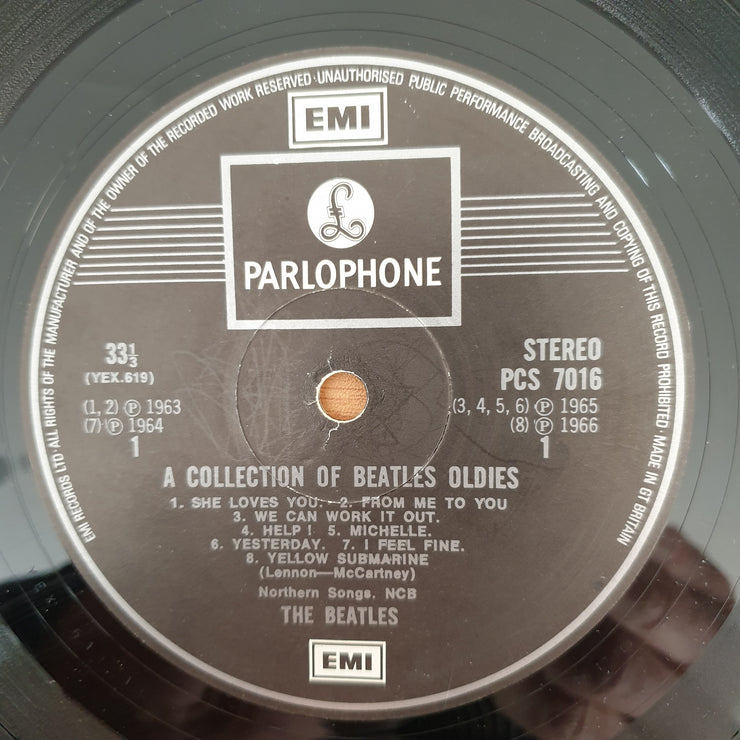 EMI RECORDS LTD · ALL RIGHTS OF THE MANUFACTURER AND OF THE OWNER OF THE RECORDED WORK RESERVED · UNAUTHORISED PUBLIC PERFORMANCE BROADCASTING AND COPYING OF THIS RECORD PROHIBITED · MADE IN GT BRITAIN
EMI
£
PARLOPHONE
33⅓
(YEX.619)
(1, 2) ℗ 1963
(7) ℗ 1964
1
STEREO
PCS 7016
(3, 4, 5, 6) ℗ 1965
(8) ℗ 1966
1
A COLLECTION OF BEATLES OLDIES
1. SHE LOVES YOU. 2. FROM ME TO YOU
3. WE CAN WORK IT OUT.
4. HELP! 5. MICHELLE.
6. YESTERDAY. 7. I FEEL FINE.
8. YELLOW SUBMARINE
(Lennon—McCartney)
Northern Songs. NCB
THE BEATLES
EMI